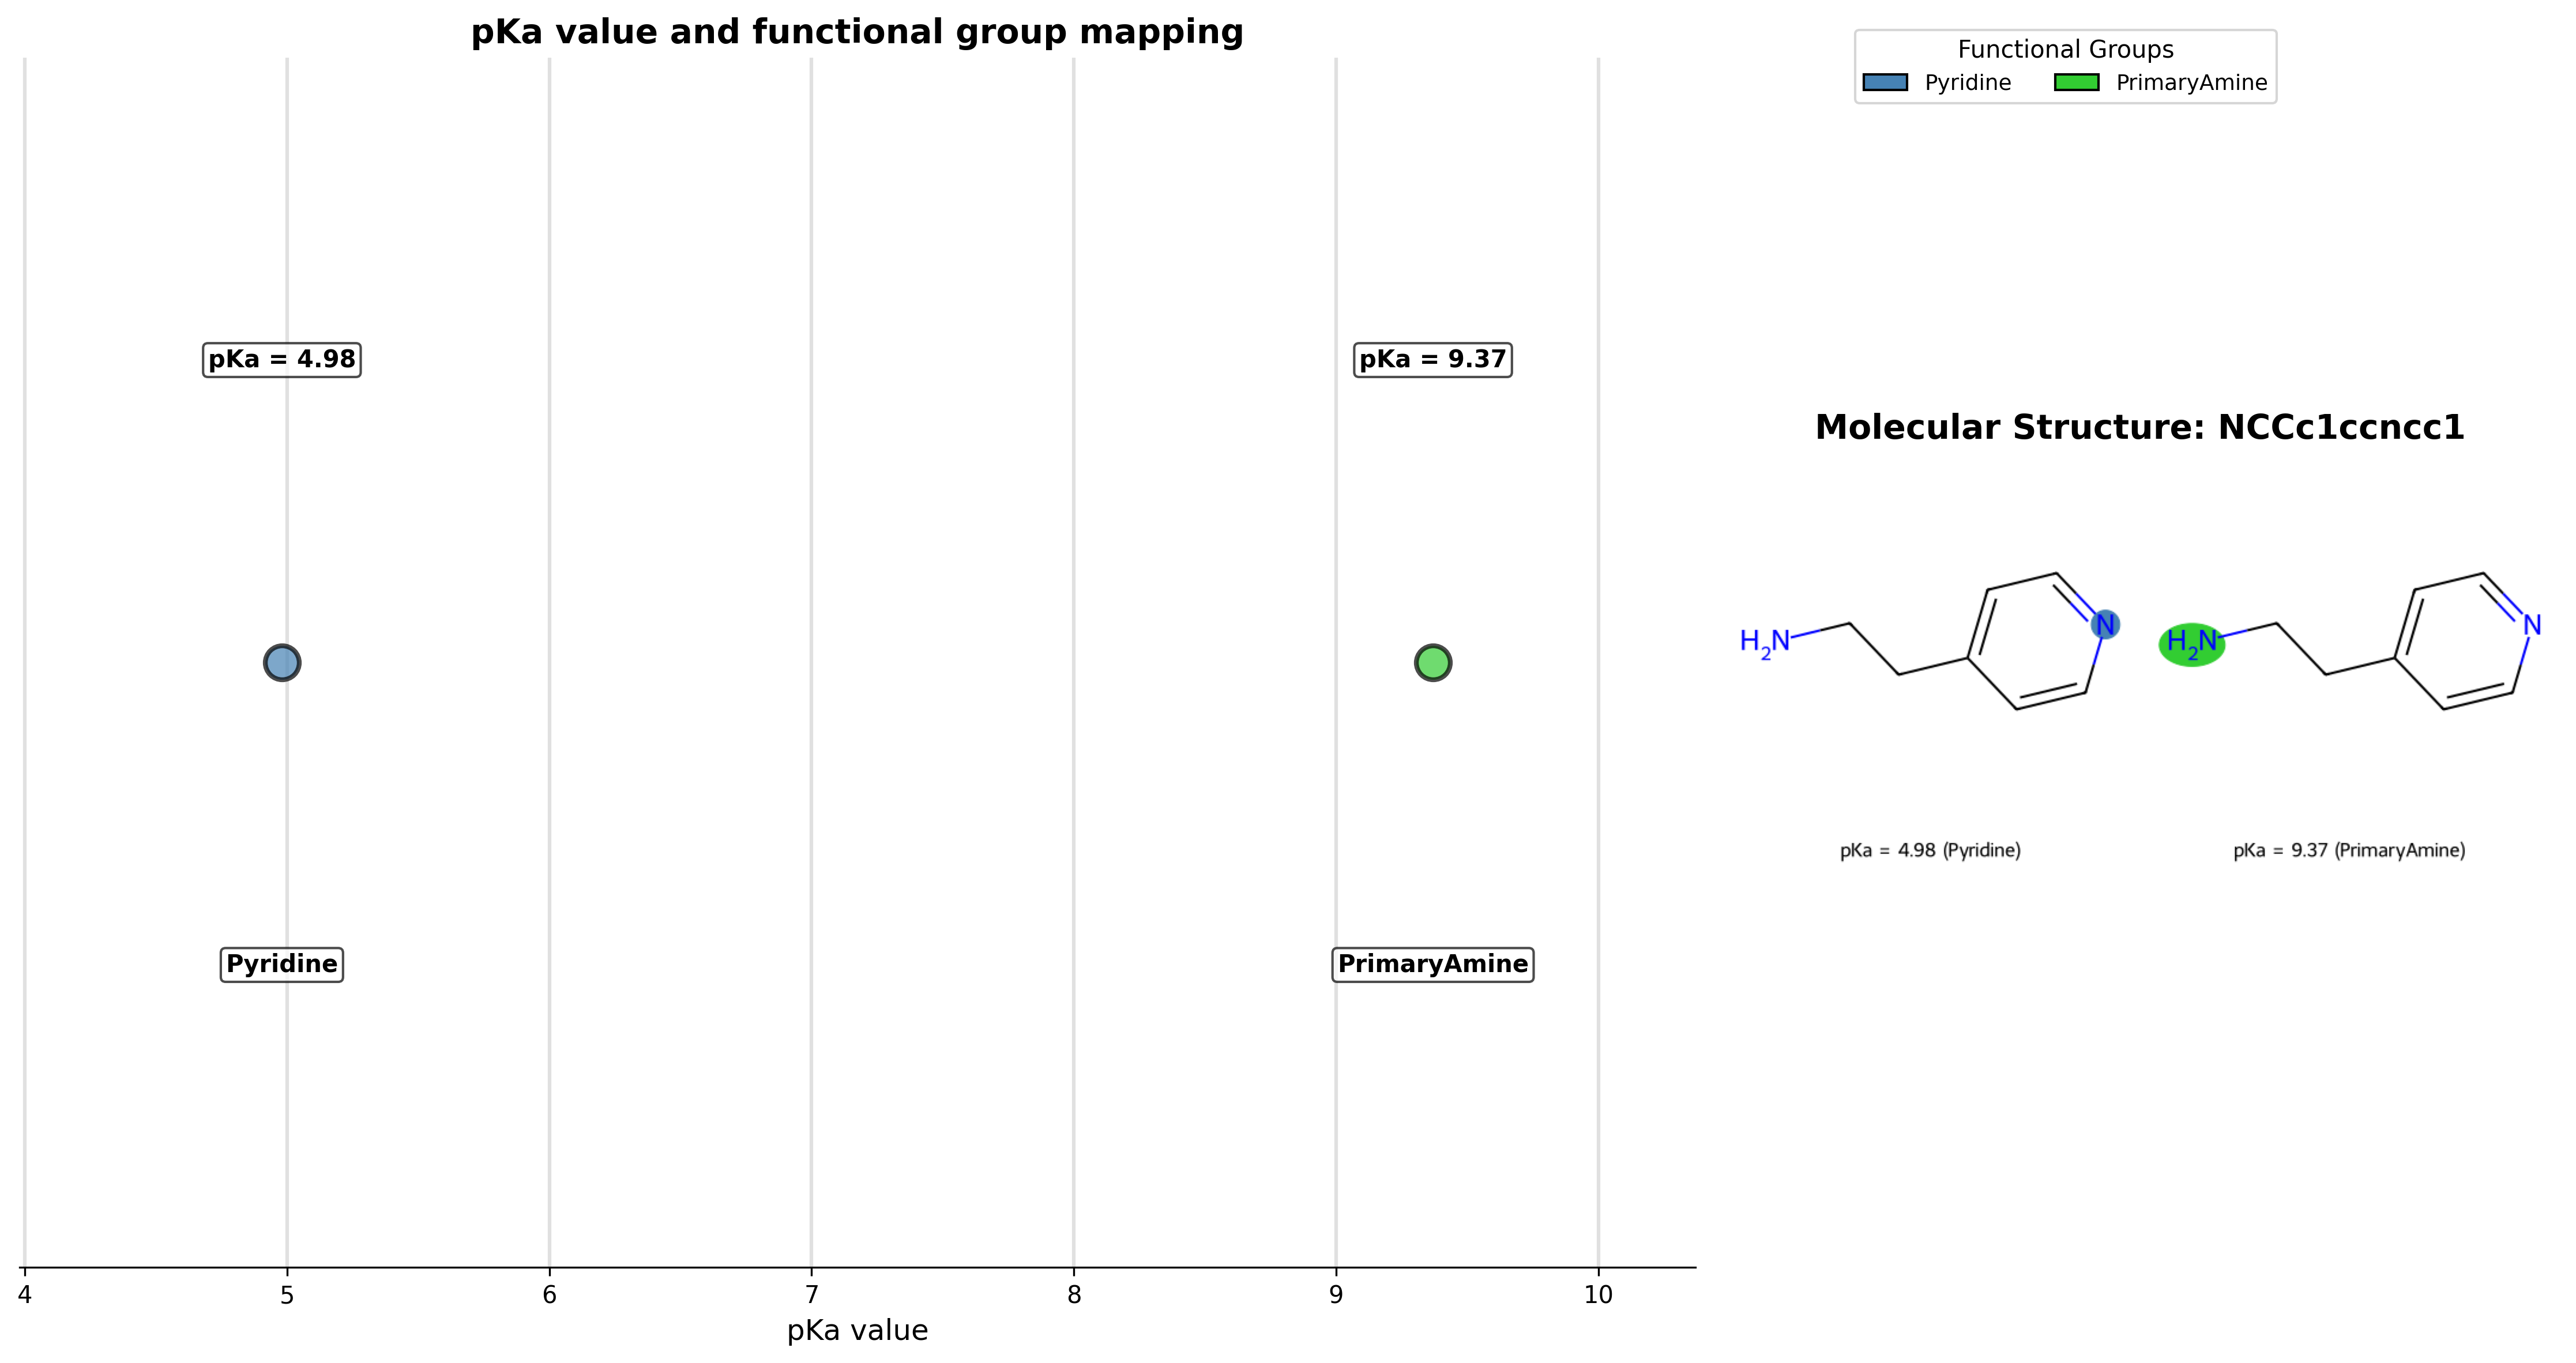 pKa value and functional group mapping
pKa = 4.98
pKa = 9.37
Pyridine
PrimaryAmine
4 5 6 7 8 9 10
pKa value
Functional Groups
Pyridine PrimaryAmine
Molecular Structure: NCCc1ccncc1
H2N N H2N N
pKa = 4.98 (Pyridine) pKa = 9.37 (PrimaryAmine)